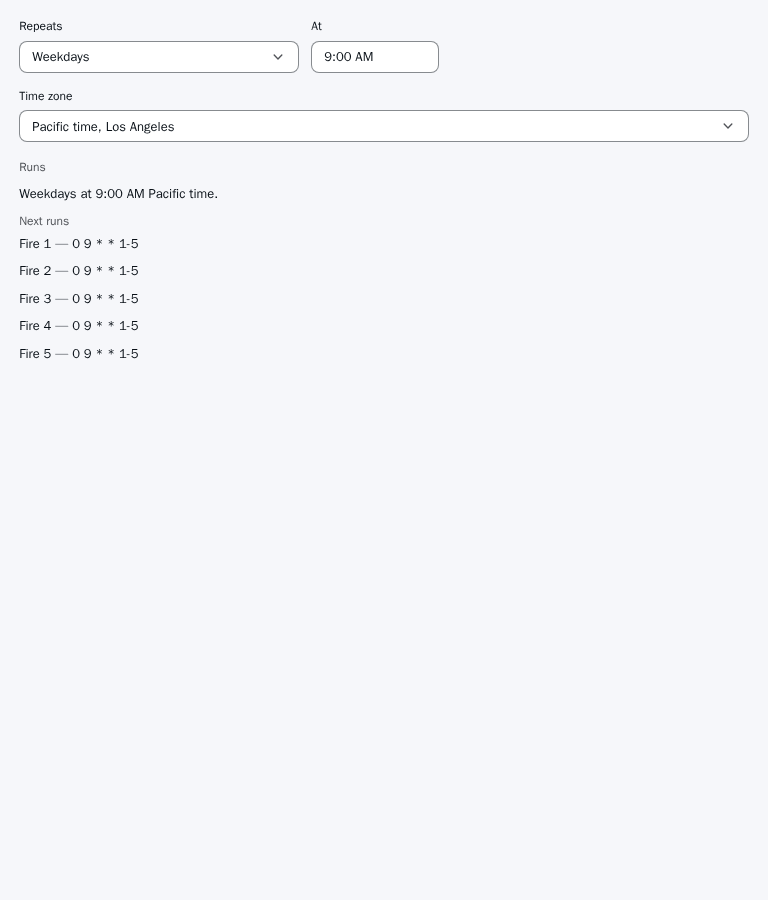 Repeats At
Weekdays 9:00 AM
Time zone
Pacific time, Los Angeles
Runs
Weekdays at 9:00 AM Pacific time.
Next runs
Fire 1 — 0 9 * * 1-5
Fire 2 — 0 9 * * 1-5
Fire 3 — 0 9 * * 1-5
Fire 4 — 0 9 * * 1-5
Fire 5 — 0 9 * * 1-5